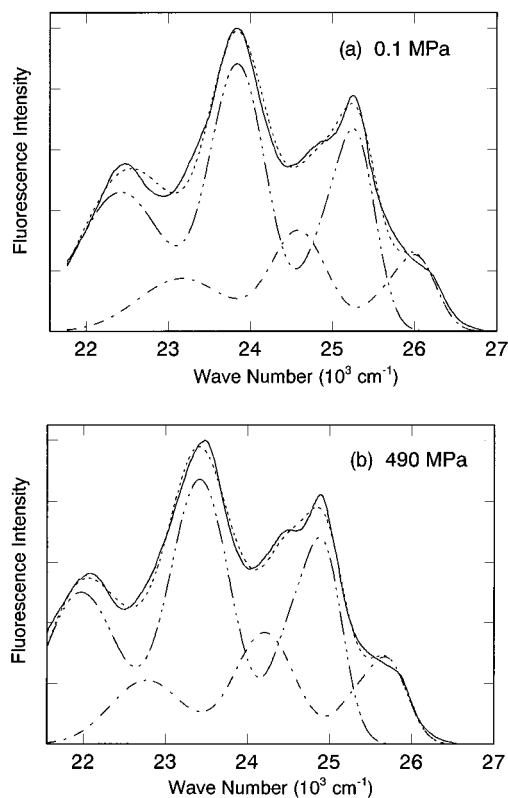 (a) 0.1 MPa
Fluorescence Intensity
22 23 24 25 26 27
Wave Number (10³ cm⁻¹)
(b) 490 MPa
Fluorescence Intensity
22 23 24 25 26 27
Wave Number (10³ cm⁻¹)